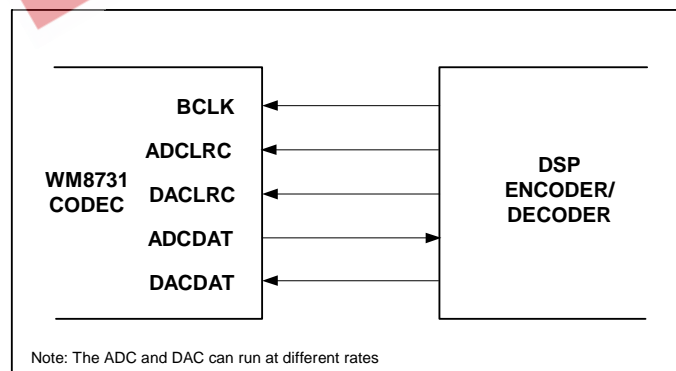 BCLK
ADCLRC
WM8731
CODEC
DACLRC
ADCDAT
DACDAT
DSP
ENCODER/
DECODER
Note: The ADC and DAC can run at different rates